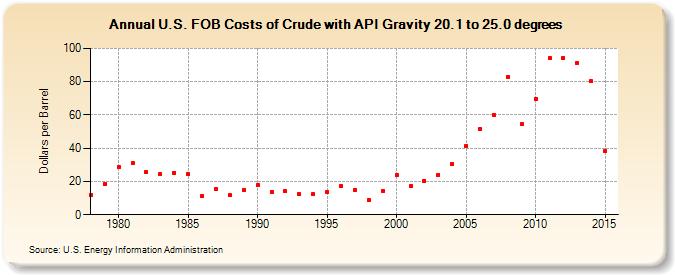 Annual U.S. FOB Costs of Crude with API Gravity 20.1 to 25.0 degrees
Dollars per Barrel
100
80
60
40
20
0
1980 1985 1990 1995 2000 2005 2010 2015
Source: U.S. Energy Information Administration